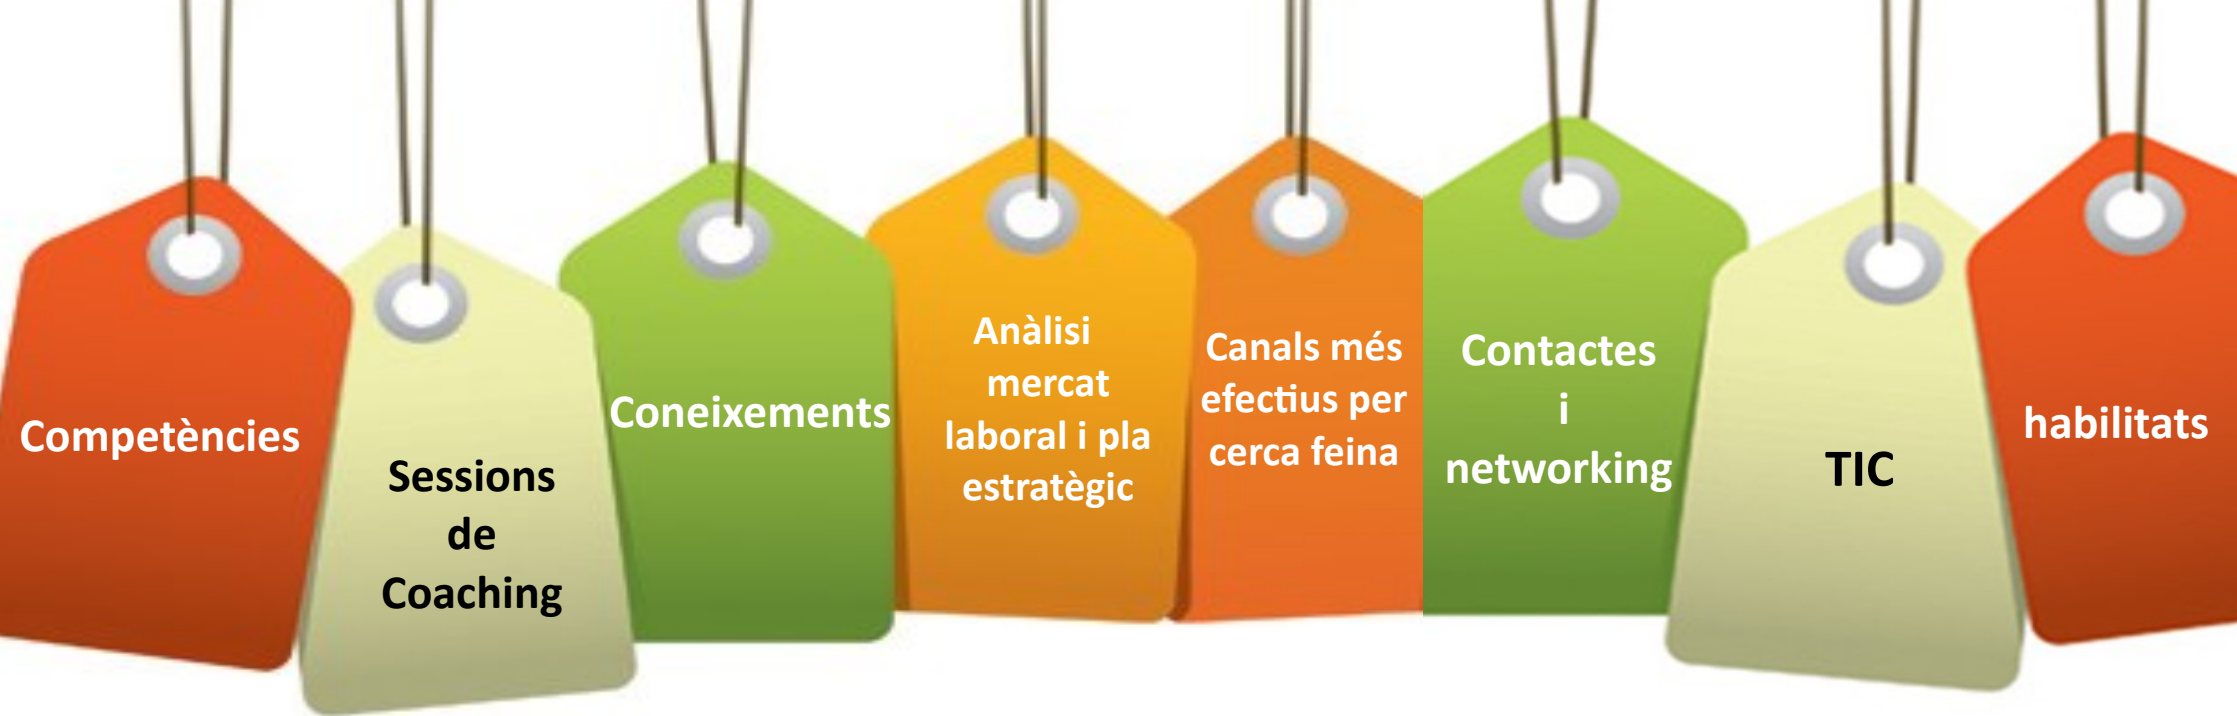 Competències
Sessions
de
Coaching
Coneixements
Anàlisi
mercat
laboral i pla
estratègic
Canals més
efectius per
cerca feina
Contactes
i
networking
TIC
habilitats